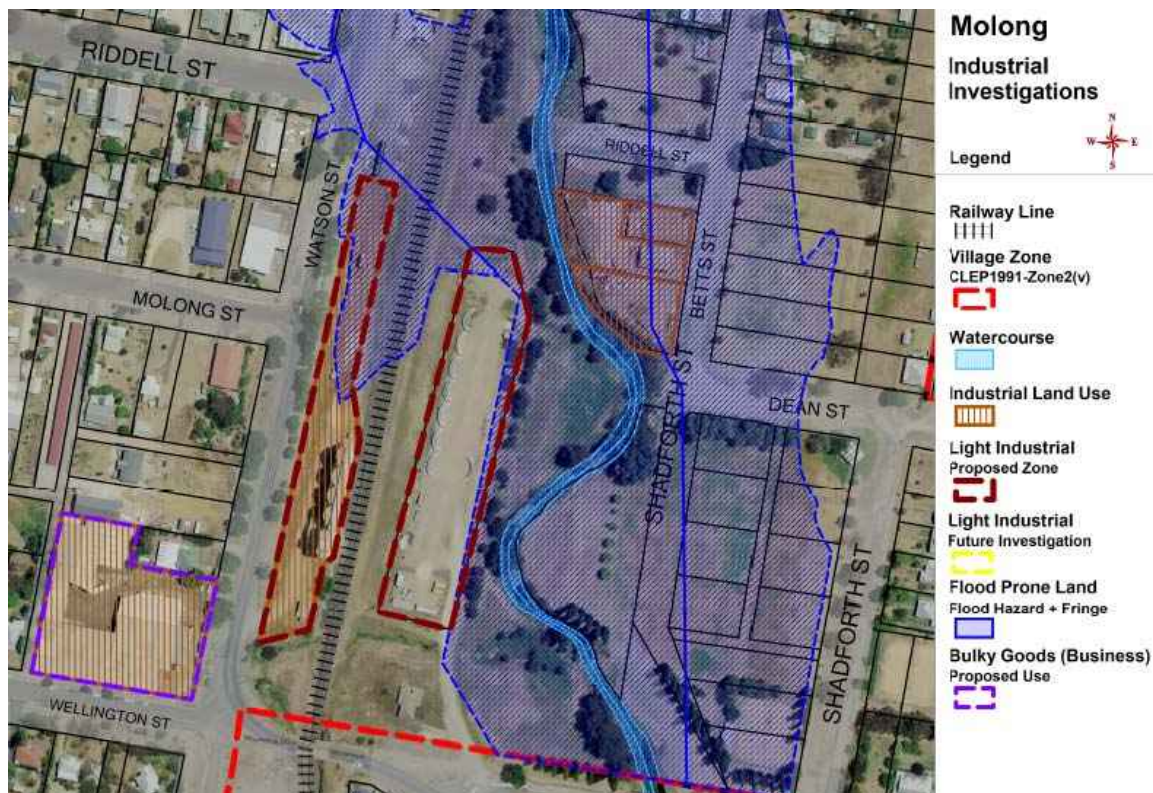 RIDDELL ST
WATSON ST
MOLONG ST
WELLINGTON ST
RIDDELL ST
BETTS ST
SHADFORTH ST
DEAN ST
SHADFORTH ST
Molong
Industrial
Investigations
N
W E
S
Legend
Railway Line
Village Zone
CLEP1991-Zone2(v)
Watercourse
Industrial Land Use
Light Industrial
Proposed Zone
Light Industrial
Future Investigation
Flood Prone Land
Flood Hazard + Fringe
Bulky Goods (Business)
Proposed Use